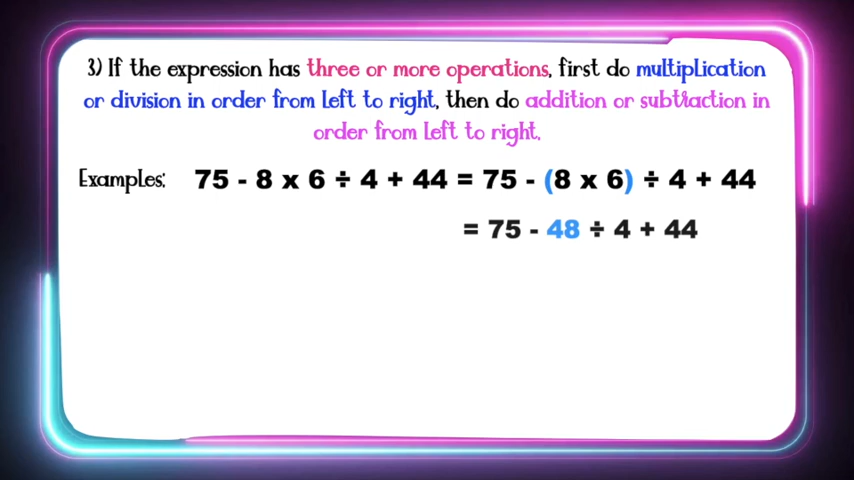 3) If the expression has three or more operations, first do multiplication
or division in order from left to right, then do addition or subtraction in
order from left to right.
Examples: 75 - 8 x 6 ÷ 4 + 44 = 75 - (8 x 6) ÷ 4 + 44
= 75 - 48 ÷ 4 + 44